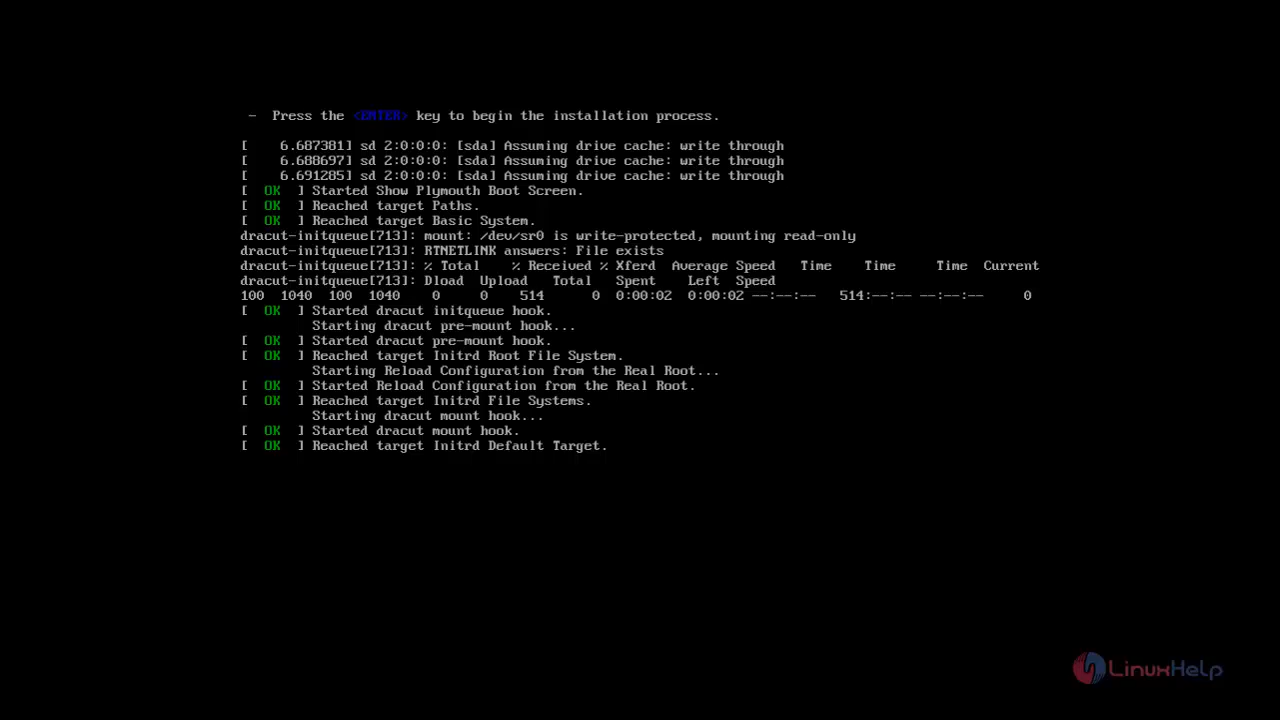 - Press the <ENTER> key to begin the installation process.
[    6.687381] sd 2:0:0:0: [sda] Assuming drive cache: write through
[    6.688697] sd 2:0:0:0: [sda] Assuming drive cache: write through
[    6.691285] sd 2:0:0:0: [sda] Assuming drive cache: write through
[  OK  ] Started Show Plymouth Boot Screen.
[  OK  ] Reached target Paths.
[  OK  ] Reached target Basic System.
dracut-initqueue[713]: mount: /dev/sr0 is write-protected, mounting read-only
dracut-initqueue[713]: RTNETLINK answers: File exists
dracut-initqueue[713]: % Total    % Received % Xferd  Average Speed   Time    Time     Time  Current
dracut-initqueue[713]: Dload  Upload   Total   Spent    Left  Speed
100  1040  100  1040    0     0    514      0  0:00:02  0:00:02 --:--:--   514:--:-- --:--:--     0
[  OK  ] Started dracut initqueue hook.
         Starting dracut pre-mount hook...
[  OK  ] Started dracut pre-mount hook.
[  OK  ] Reached target Initrd Root File System.
         Starting Reload Configuration from the Real Root...
[  OK  ] Started Reload Configuration from the Real Root.
[  OK  ] Reached target Initrd File Systems.
         Starting dracut mount hook...
[  OK  ] Started dracut mount hook.
[  OK  ] Reached target Initrd Default Target.
LinuxHelp